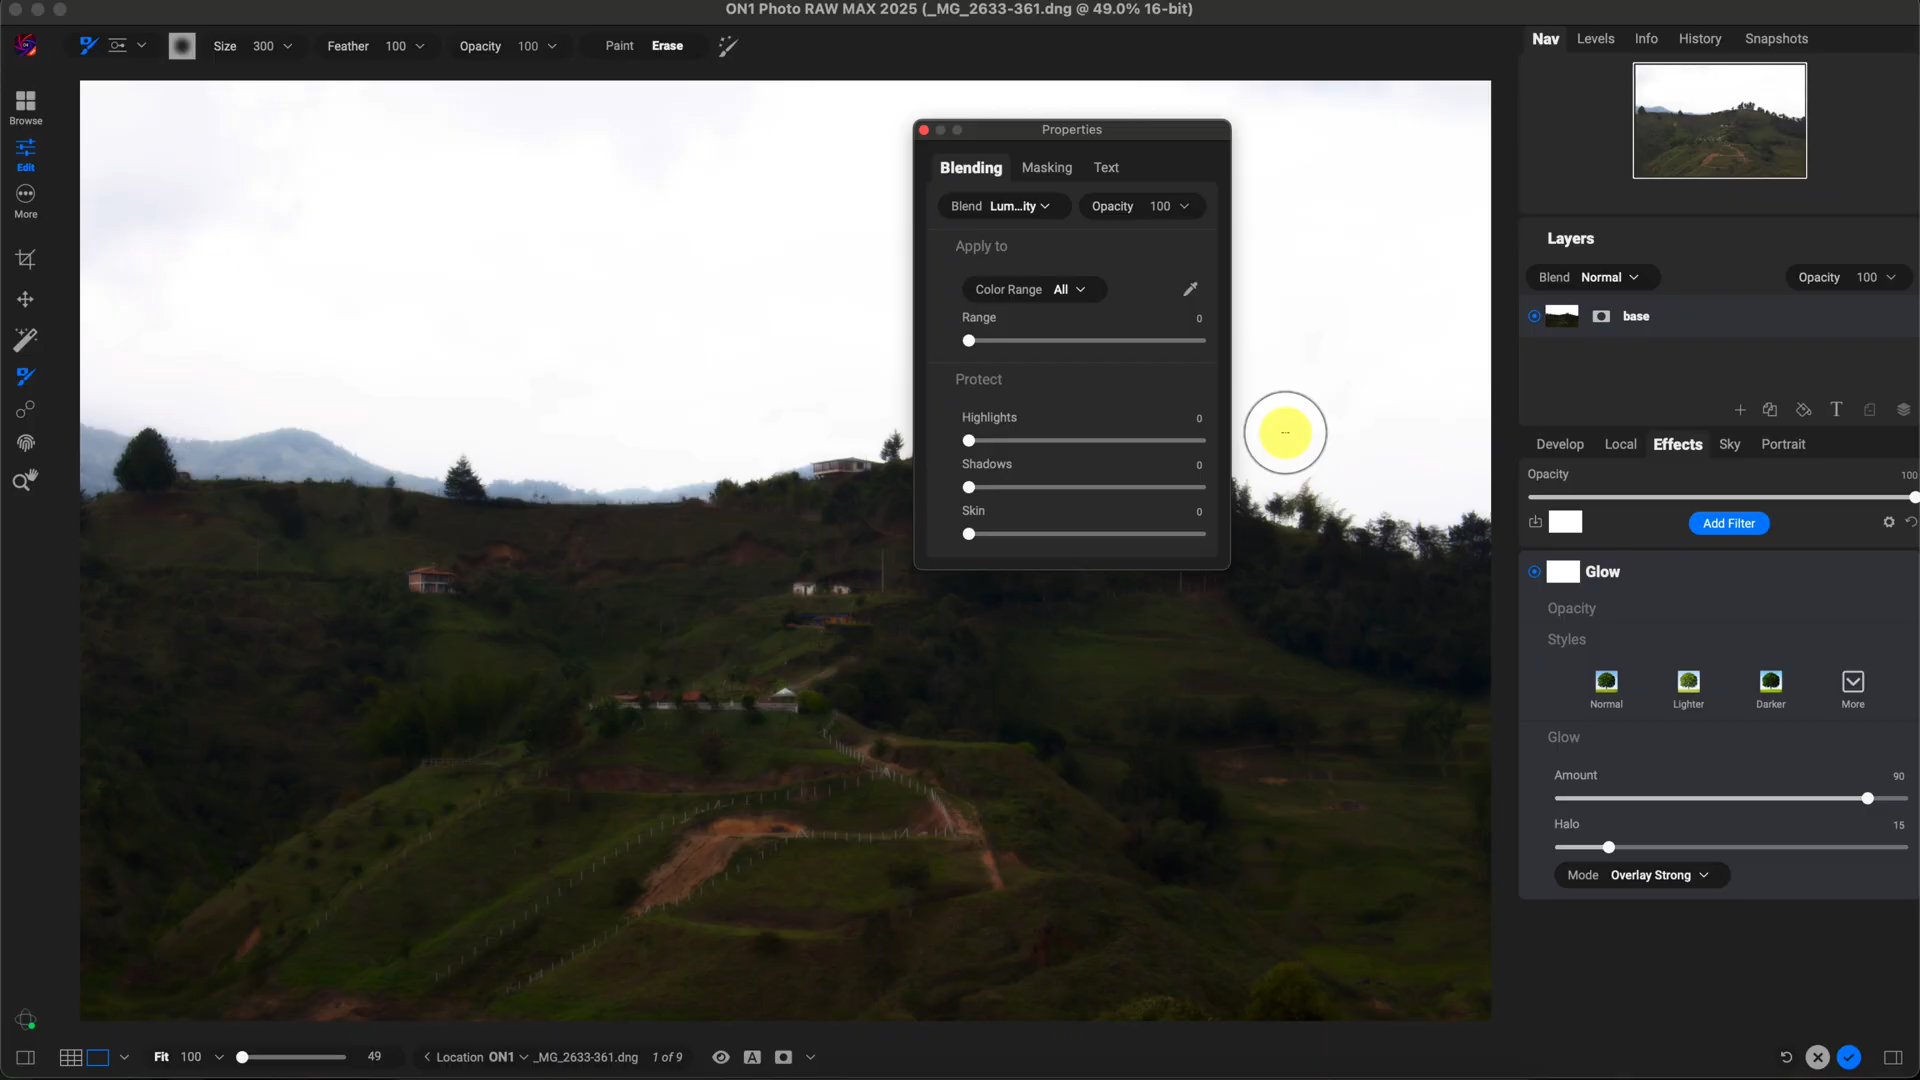 ON1 Photo RAW MAX 2025 (_MG_2633-361.dng @ 49.0% 16-bit)
Size 300 Feather 100 Opacity 100 Paint Erase
Nav Levels Info History Snapshots
Browse
Edit
More
Properties
Blending Masking Text
Blend Lum...ity Opacity 100
Apply to
Color Range All
Range 0
Protect
Highlights 0
Shadows 0
Skin 0
Layers
Blend Normal Opacity 100
base
T
Develop Local Effects Sky Portrait
Opacity 100
Add Filter
Glow
Opacity
Styles
Normal Lighter Darker More
Glow
Amount 90
Halo 15
Mode Overlay Strong
Fit 100 49 Location ON1 _MG_2633-361.dng 1 of 9 A